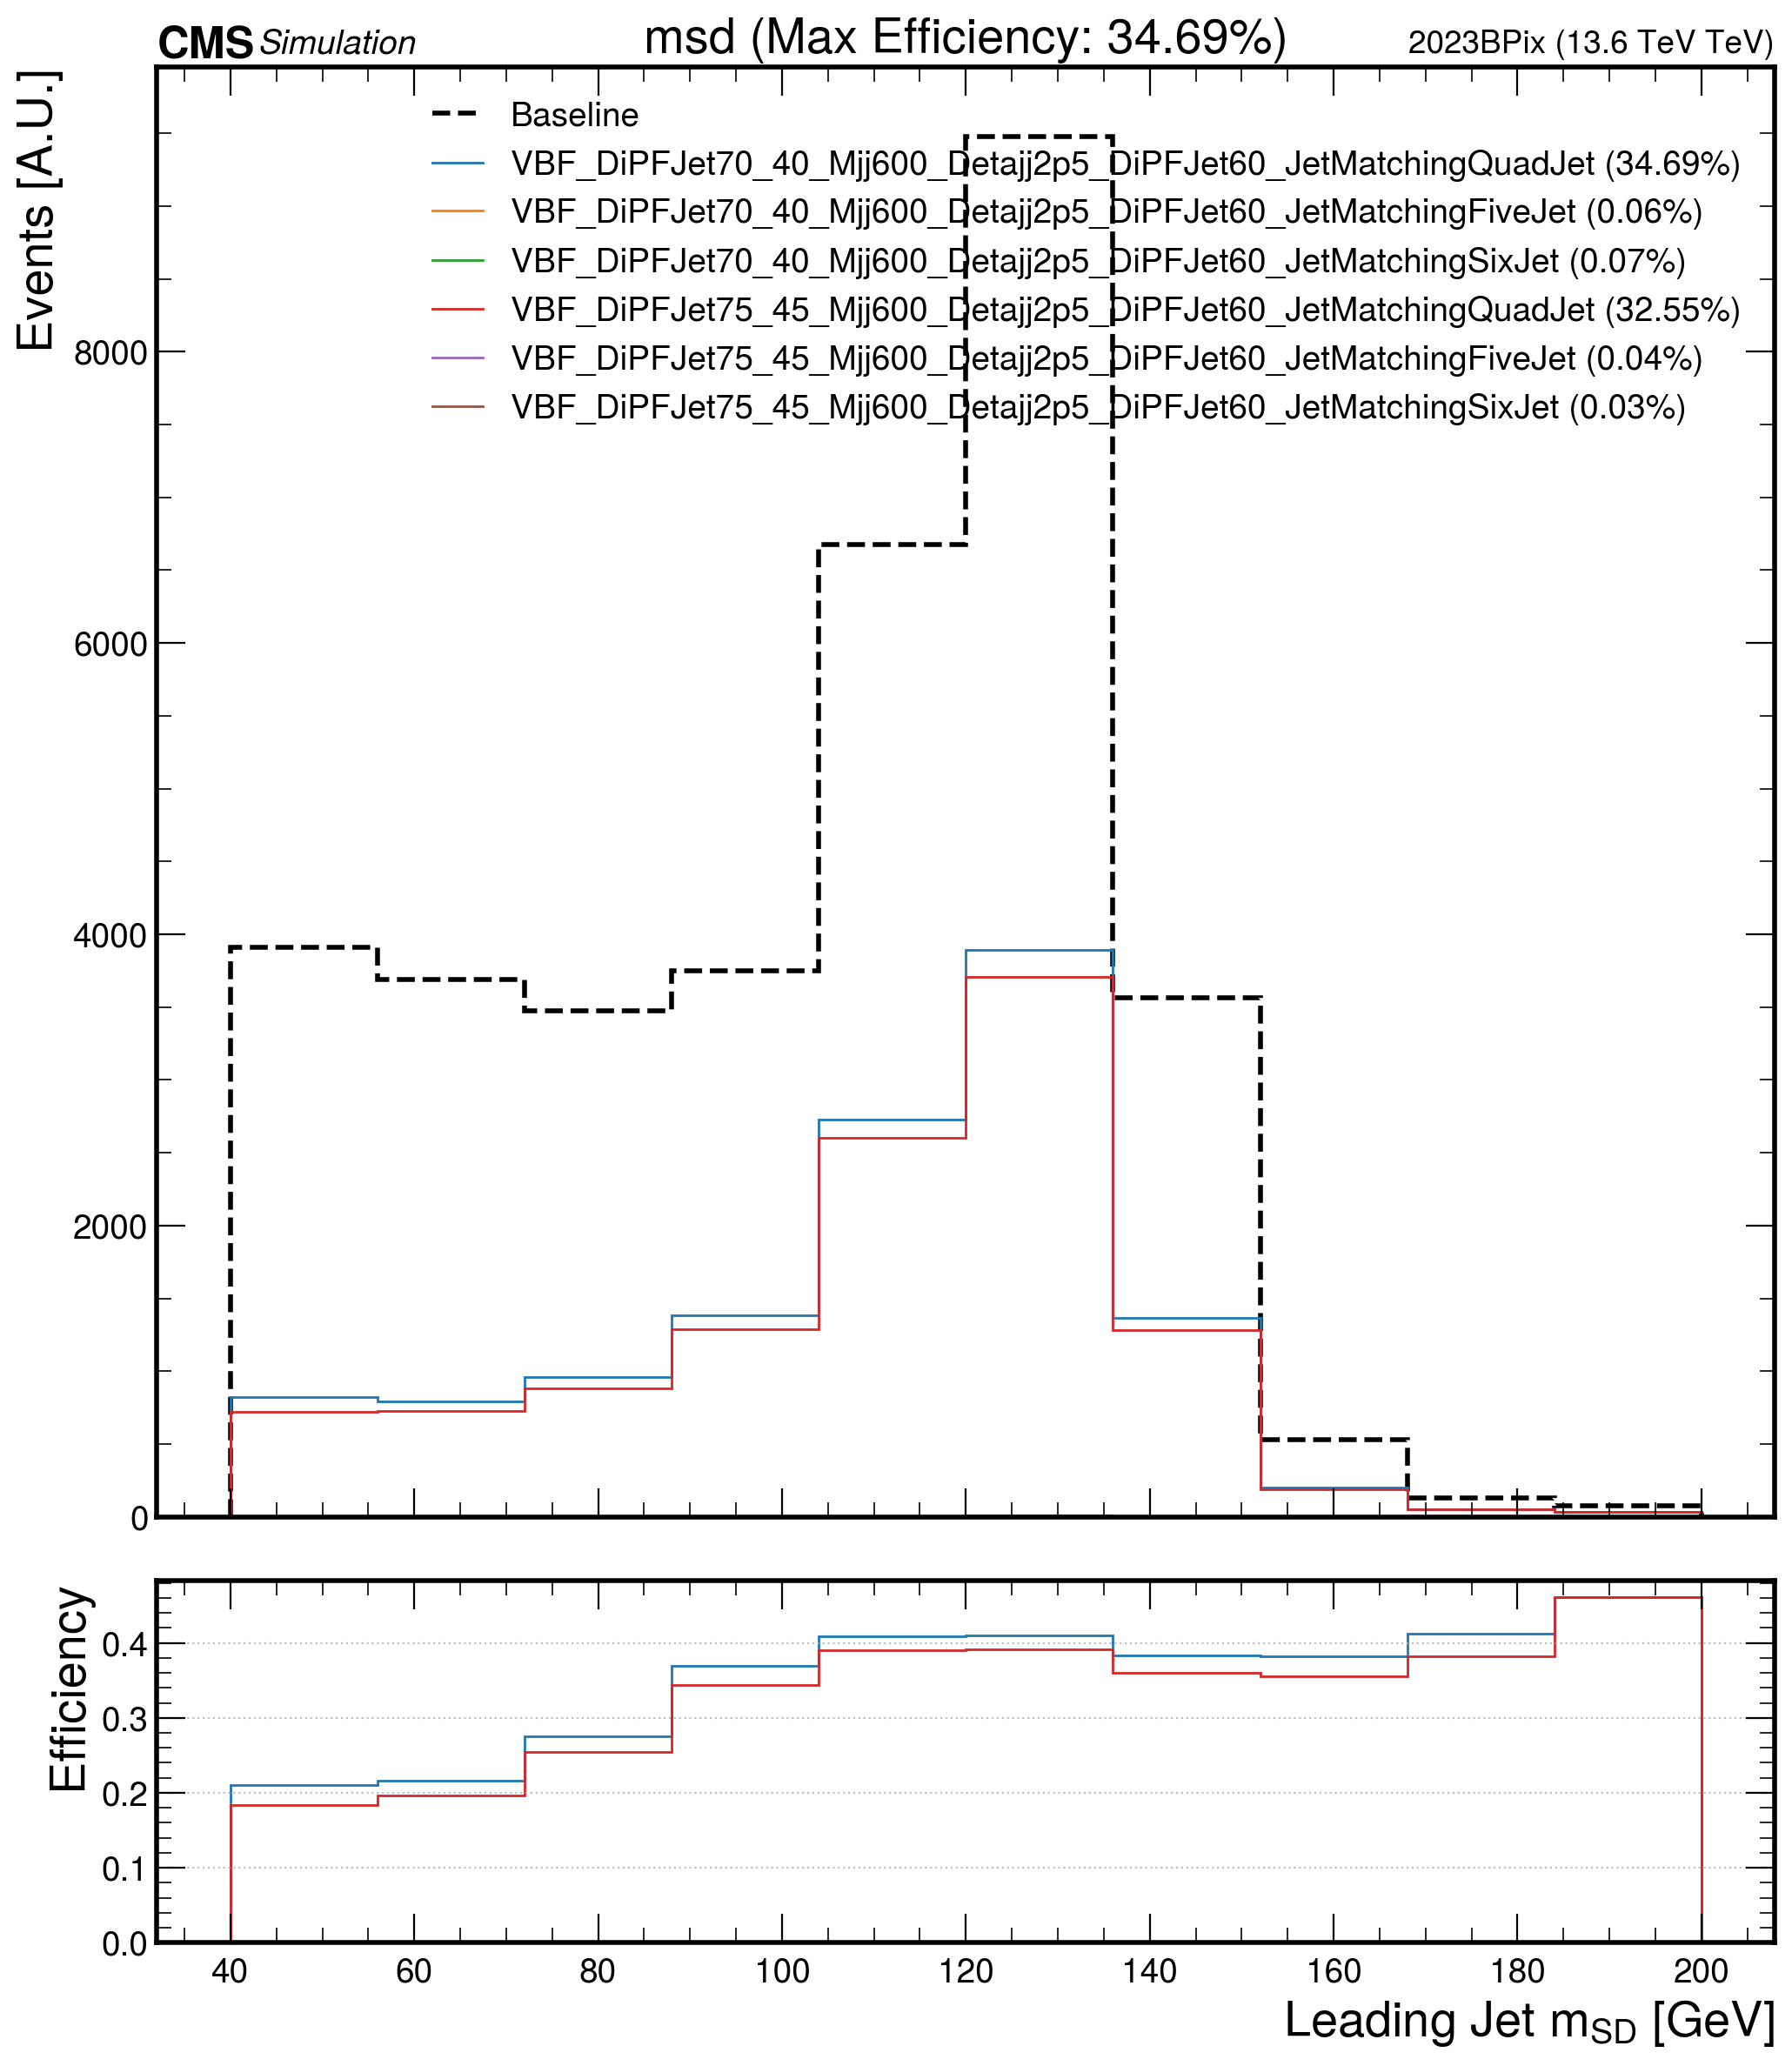 CMS Simulation msd (Max Efficiency: 34.69%) 2023BPix (13.6 TeV TeV)
Events [A.U.]
Baseline
VBF_DiPFJet70_40_Mjj600_Detajj2p5_DiPFJet60_JetMatchingQuadJet (34.69%)
VBF_DiPFJet70_40_Mjj600_Detajj2p5_DiPFJet60_JetMatchingFiveJet (0.06%)
VBF_DiPFJet70_40_Mjj600_Detajj2p5_DiPFJet60_JetMatchingSixJet (0.07%)
VBF_DiPFJet75_45_Mjj600_Detajj2p5_DiPFJet60_JetMatchingQuadJet (32.55%)
VBF_DiPFJet75_45_Mjj600_Detajj2p5_DiPFJet60_JetMatchingFiveJet (0.04%)
VBF_DiPFJet75_45_Mjj600_Detajj2p5_DiPFJet60_JetMatchingSixJet (0.03%)
8000
6000
4000
2000
0
Efficiency
0.4
0.3
0.2
0.1
0.0
40 60 80 100 120 140 160 180 200
Leading Jet m_SD [GeV]